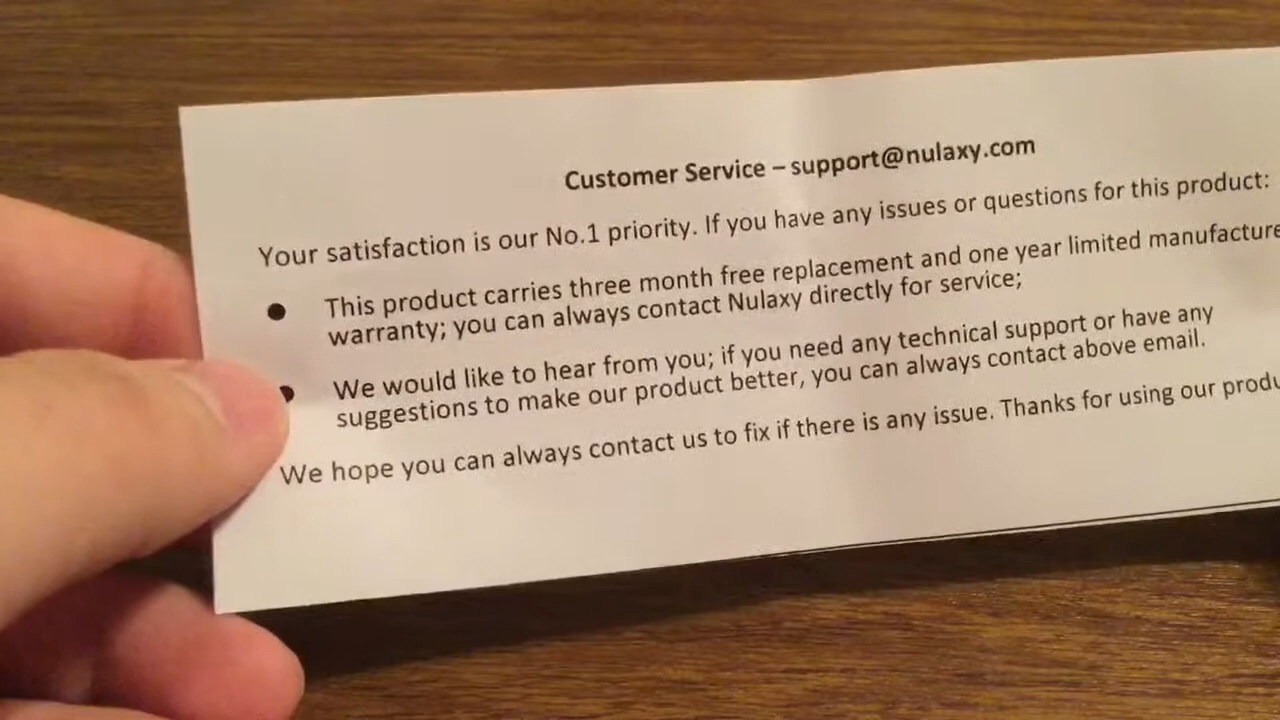 Customer Service – support@nulaxy.com
Your satisfaction is our No.1 priority. If you have any issues or questions for this product:
● This product carries three month free replacement and one year limited manufacture
warranty; you can always contact Nulaxy directly for service;
● We would like to hear from you; if you need any technical support or have any
suggestions to make our product better, you can always contact above email.
We hope you can always contact us to fix if there is any issue. Thanks for using our produ